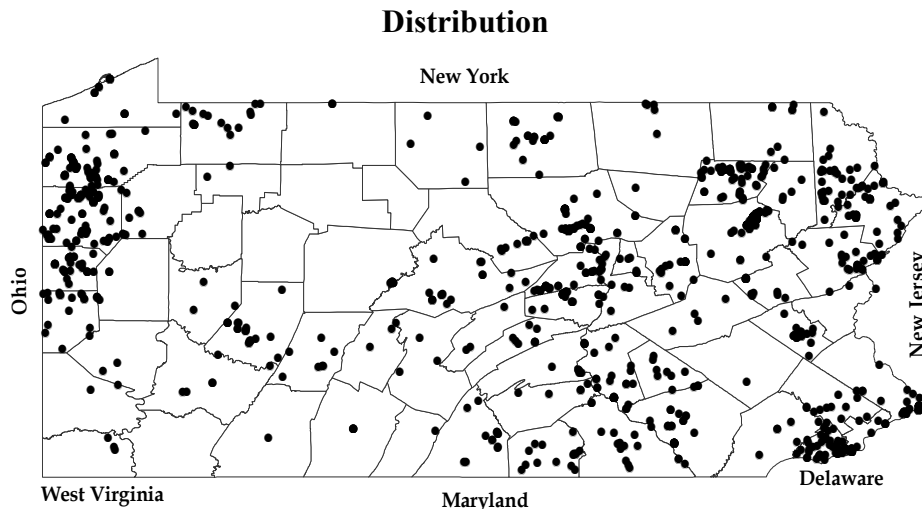 Distribution
New York
Ohio
New Jersey
West Virginia
Maryland
Delaware